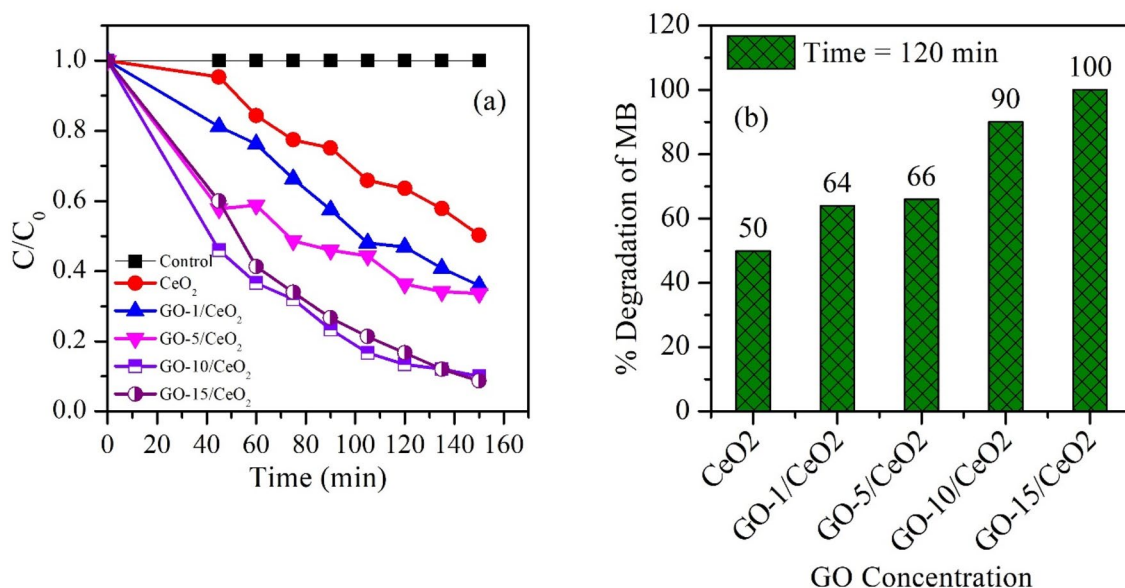 1.0
0.8
0.6
0.4
0.2
0.0
C/C₀
(a)
Control
CeO₂
GO-1/CeO₂
GO-5/CeO₂
GO-10/CeO₂
GO-15/CeO₂
0 20 40 60 80 100 120 140 160
Time (min)
120
100
80
60
40
20
0
% Degradation of MB
Time = 120 min
(b)
50
64
66
90
100
CeO2
GO-1/CeO2
GO-5/CeO2
GO-10/CeO2
GO-15/CeO2
GO Concentration